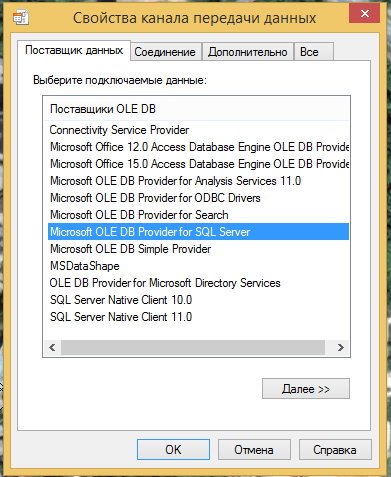 Свойства канала передачи данных
Поставщик данных Соединение Дополнительно Все
Выберите подключаемые данные:
Поставщики OLE DB
Connectivity Service Provider
Microsoft Office 12.0 Access Database Engine OLE DB Provide
Microsoft Office 15.0 Access Database Engine OLE DB Provide
Microsoft OLE DB Provider for Analysis Services 11.0
Microsoft OLE DB Provider for ODBC Drivers
Microsoft OLE DB Provider for Search
Microsoft OLE DB Provider for SQL Server
Microsoft OLE DB Simple Provider
MSDataShape
OLE DB Provider for Microsoft Directory Services
SQL Server Native Client 10.0
SQL Server Native Client 11.0
Далее >>
OK Отмена Справка